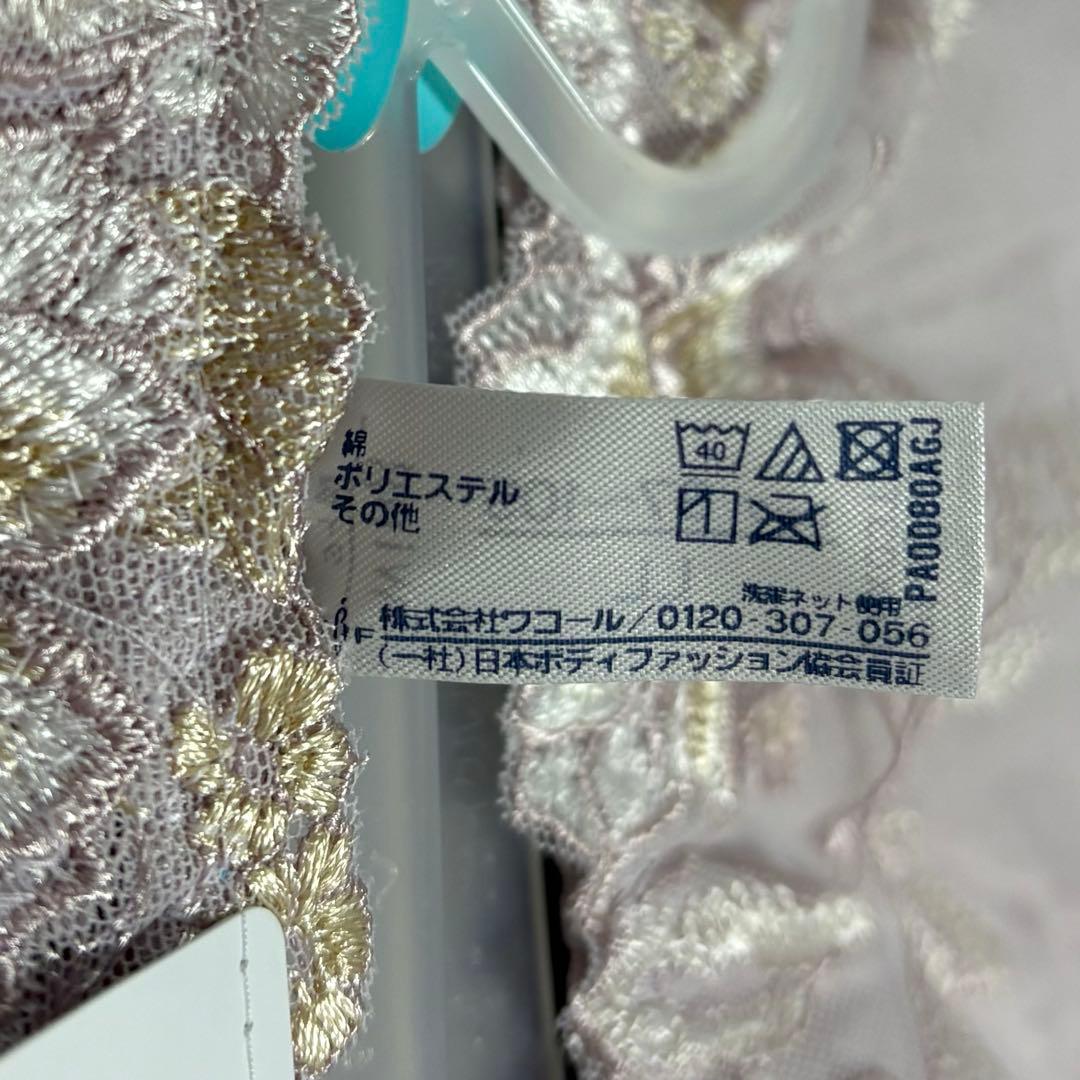 綿
ポリエステル
その他
40
PA0080AGJ
洗濯ネット使用
株式会社ワコール/0120-307-056
(一社)日本ボディファッション協会員証